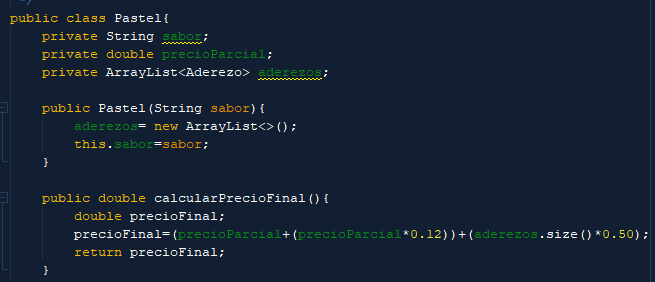 */
public class Pastel{
private String sabor;
private double precioParcial;
private ArrayList<Aderezo> aderezos;
public Pastel(String sabor){
aderezos= new ArrayList<>();
this.sabor=sabor;
}
public double calcularPrecioFinal(){
double precioFinal;
precioFinal=(precioParcial+(precioParcial*0.12))+(aderezos.size()*0.50);
return precioFinal;
}